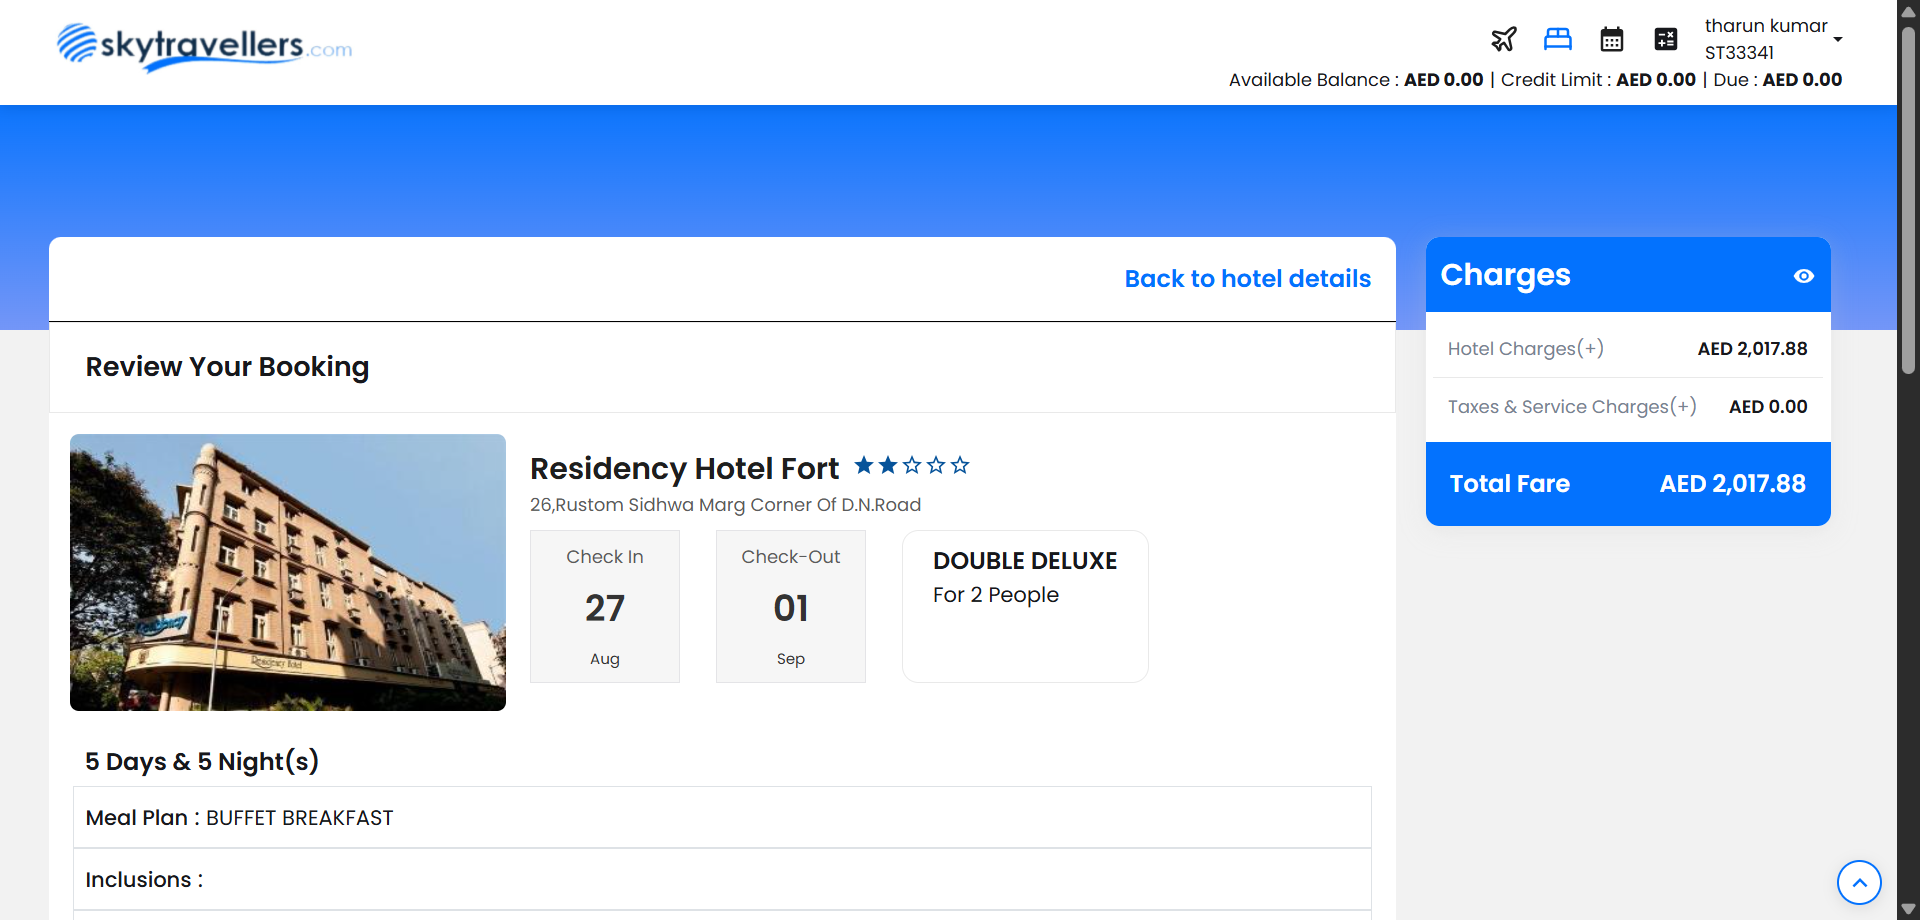 skytravellers.com
tharun kumar
ST33341
Available Balance : AED 0.00 | Credit Limit : AED 0.00 | Due : AED 0.00
Back to hotel details
Review Your Booking
Residency Hotel Fort
26,Rustom Sidhwa Marg Corner Of D.N.Road
Check In
27
Aug
Check-Out
01
Sep
DOUBLE DELUXE
For 2 People
Residency
Residency Hotel
5 Days & 5 Night(s)
Meal Plan : BUFFET BREAKFAST
Inclusions :
Charges
Hotel Charges(+) AED 2,017.88
Taxes & Service Charges(+) AED 0.00
Total Fare AED 2,017.88